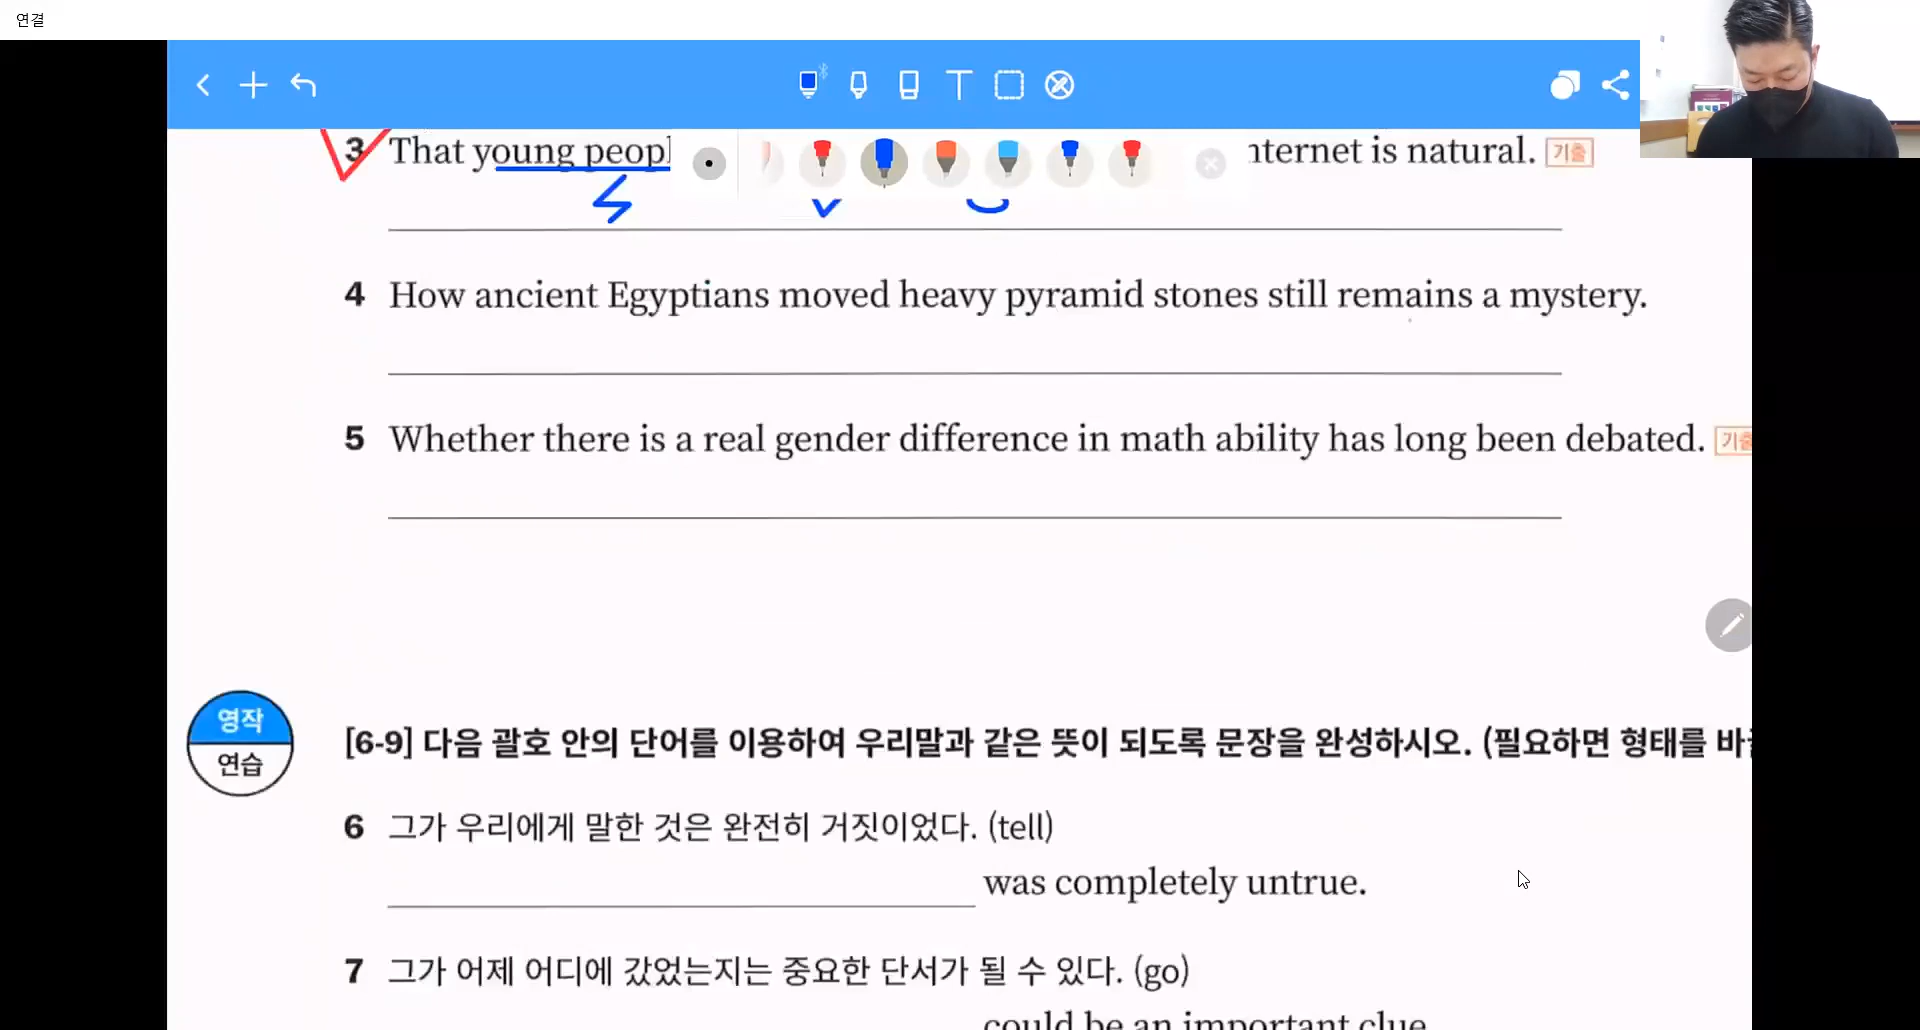 연결
3 That young internet is natural. 기출
S V O
4 How ancient Egyptians moved heavy pyramid stones still remains a mystery.
5 Whether there is a real gender difference in math ability has long been debated. 기출
영작
연습
[6-9] 다음 괄호 안의 단어를 이용하여 우리말과 같은 뜻이 되도록 문장을 완성하시오. (필요하면 형태를
6 그가 우리에게 말한 것은 완전히 거짓이었다. (tell)
was completely untrue.
7 그가 어제 어디에 갔었는지는 중요한 단서가 될 수 있다. (go)
could be an important clue